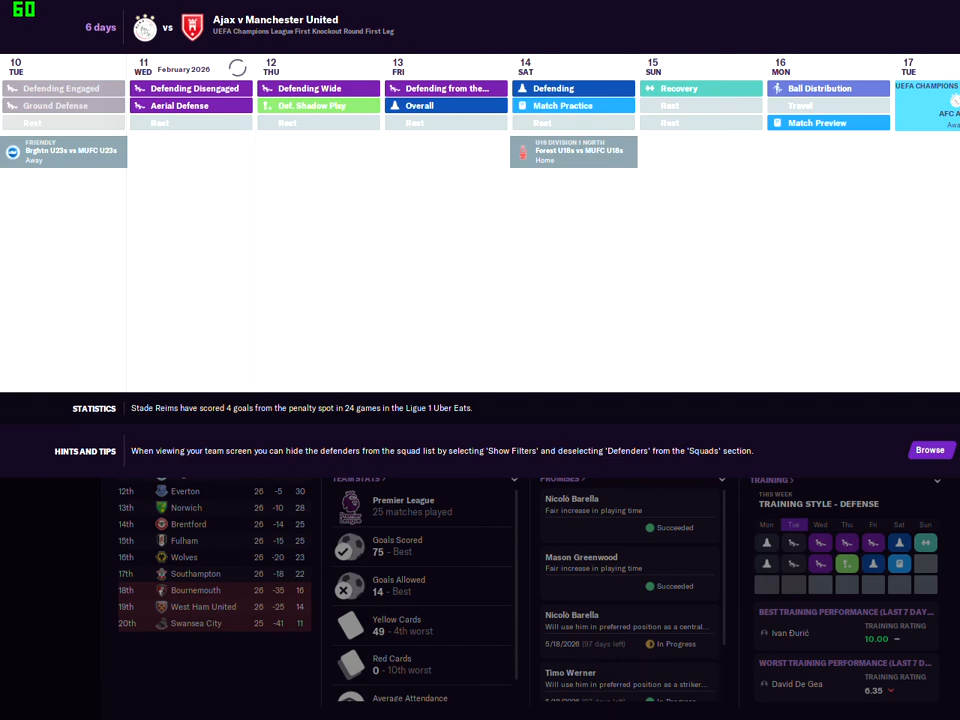 60
6 days
vs
Ajax v Manchester United
UEFA Champions League First Knockout Round First Leg
10
TUE
11
WED February 2026
12
THU
13
FRI
14
SAT
15
SUN
16
MON
17
TUE
Defending Engaged
Defending Disengaged
Defending Wide
Defending from the...
Defending
Recovery
Ball Distribution
UEFA CHAMPIONS
Ground Defense
Aerial Defense
Def. Shadow Play
Overall
Match Practice
Rest
Travel
AFC A
Rest
Rest
Rest
Rest
Rest
Rest
Match Preview
Awa
FRIENDLY
Brghtn U23s vs MUFC U23s
Away
U18 DIVISION 1 NORTH
Forest U18s vs MUFC U18s
Home
STATISTICS
Stade Reims have scored 4 goals from the penalty spot in 24 games in the Ligue 1 Uber Eats.
HINTS AND TIPS
When viewing your team screen you can hide the defenders from the squad list by selecting 'Show Filters' and deselecting 'Defenders' from the 'Squads' section.
Browse
12th Everton 26 -5 30
13th Norwich 26 -10 28
14th Brentford 26 -14 25
15th Fulham 26 -15 25
16th Wolves 26 -20 23
17th Southampton 26 -18 22
18th Bournemouth 26 -35 16
19th West Ham United 26 -25 14
20th Swansea City 25 -41 11
TEAM STATS >
Premier League
Premier League
25 matches played
Goals Scored
75 - Best
Goals Allowed
14 - Best
Yellow Cards
49 - 4th worst
Red Cards
0 - 10th worst
Average Attendance
PROMISES >
Nicolò Barella
Fair increase in playing time
Succeeded
Mason Greenwood
Fair increase in playing time
Succeeded
Nicolò Barella
Will use him in preferred position as a central...
5/18/2026 (97 days left) In Progress
Timo Werner
Will use him in preferred position as a striker...
5/18/2026 (97 days left) In Progress
TRAINING >
THIS WEEK
TRAINING STYLE - DEFENSE
Mon Tue Wed Thu Fri Sat Sun
BEST TRAINING PERFORMANCE (LAST 7 DAY...
TRAINING RATING
Ivan Đurić
10.00 –
WORST TRAINING PERFORMANCE (LAST 7 D...
TRAINING RATING
David De Gea
6.35